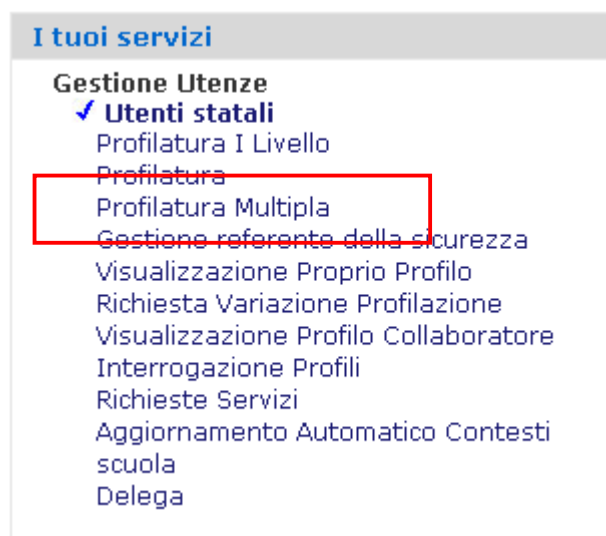 I tuoi servizi
Gestione Utenze
Utenti statali
Profilatura I Livello
Profilatura
Profilatura Multipla
Gestione referente della sicurezza
Visualizzazione Proprio Profilo
Richiesta Variazione Profilazione
Visualizzazione Profilo Collaboratore
Interrogazione Profili
Richieste Servizi
Aggiornamento Automatico Contesti
scuola
Delega